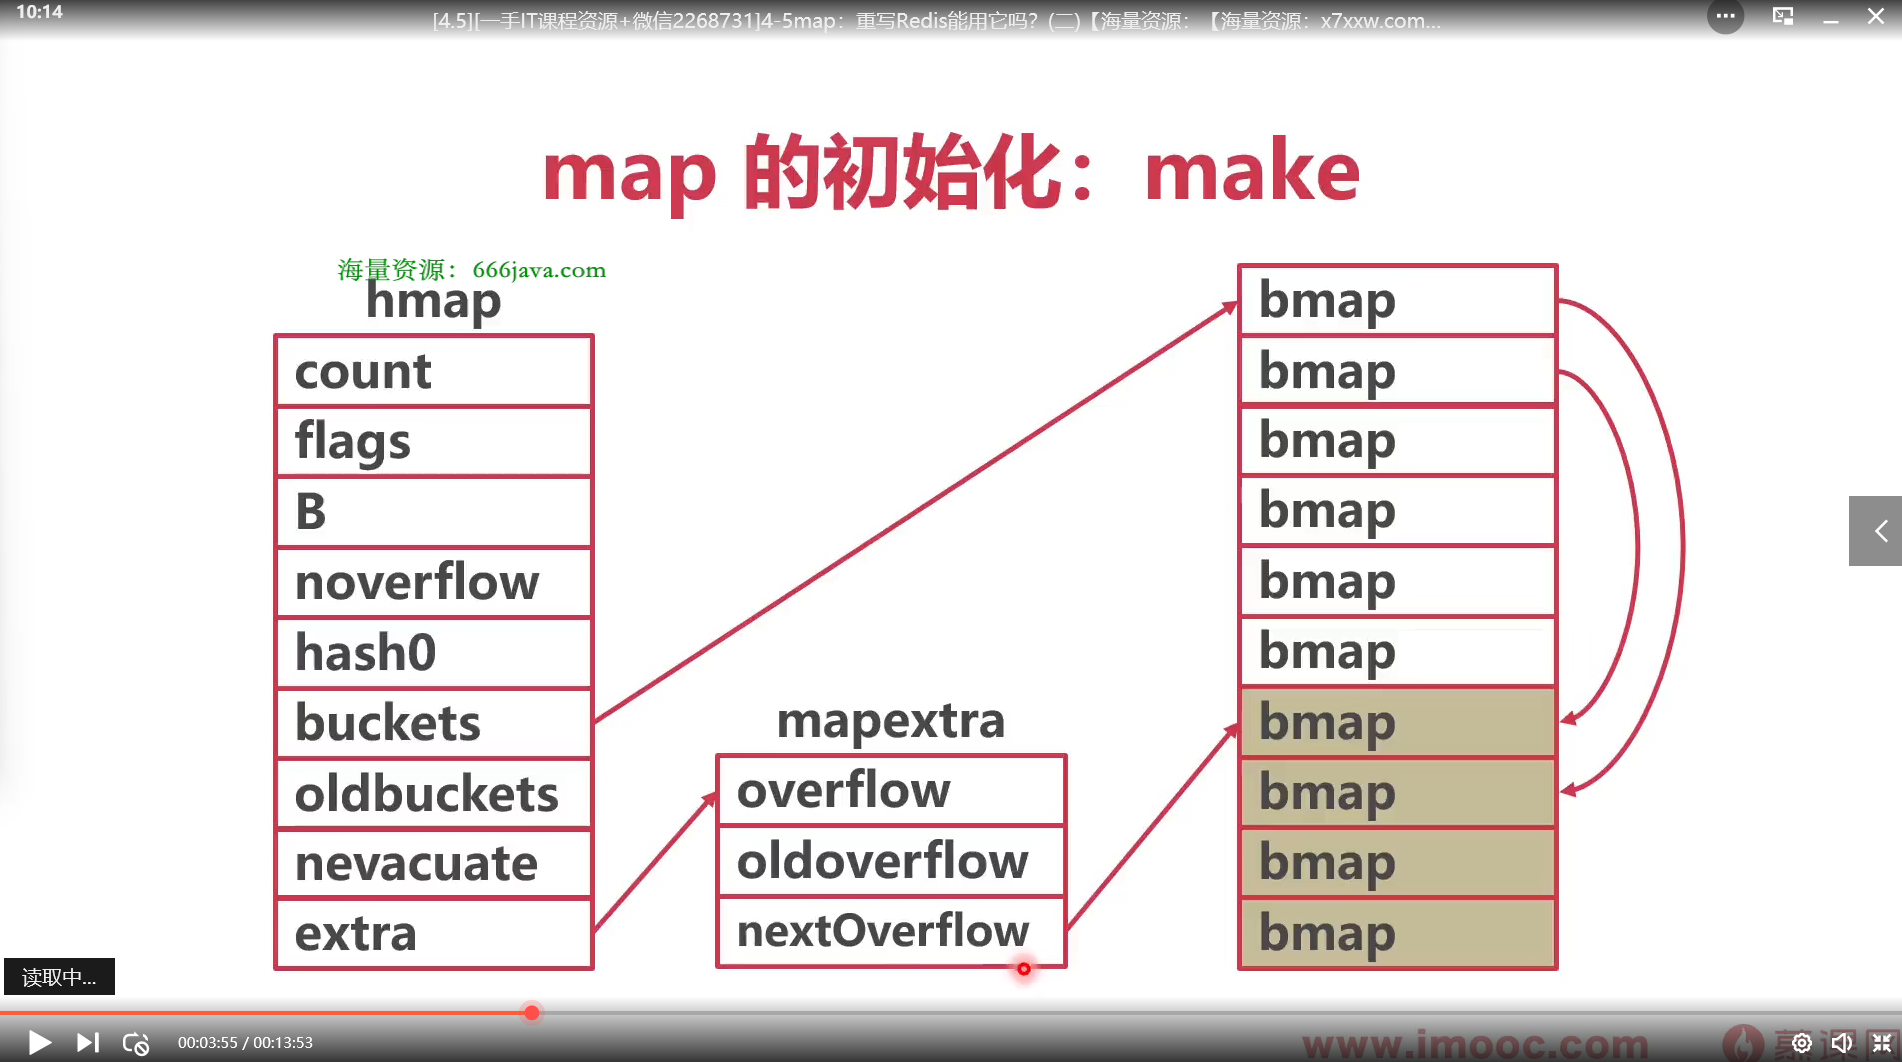 10:14
[4.5][一手IT课程资源+微信2268731]4-5map：重写Redis能用它吗？(二)【海量资源：【海量资源：x7xxw.com...
map 的初始化：make
海量资源：666java.com
hmap
count
flags
B
noverflow
hash0
buckets
oldbuckets
nevacuate
extra
mapextra
overflow
oldoverflow
nextOverflow
bmap
bmap
bmap
bmap
bmap
bmap
bmap
bmap
bmap
bmap
读取中...
00:03:55 / 00:13:53
www.imooc.com
慕课网